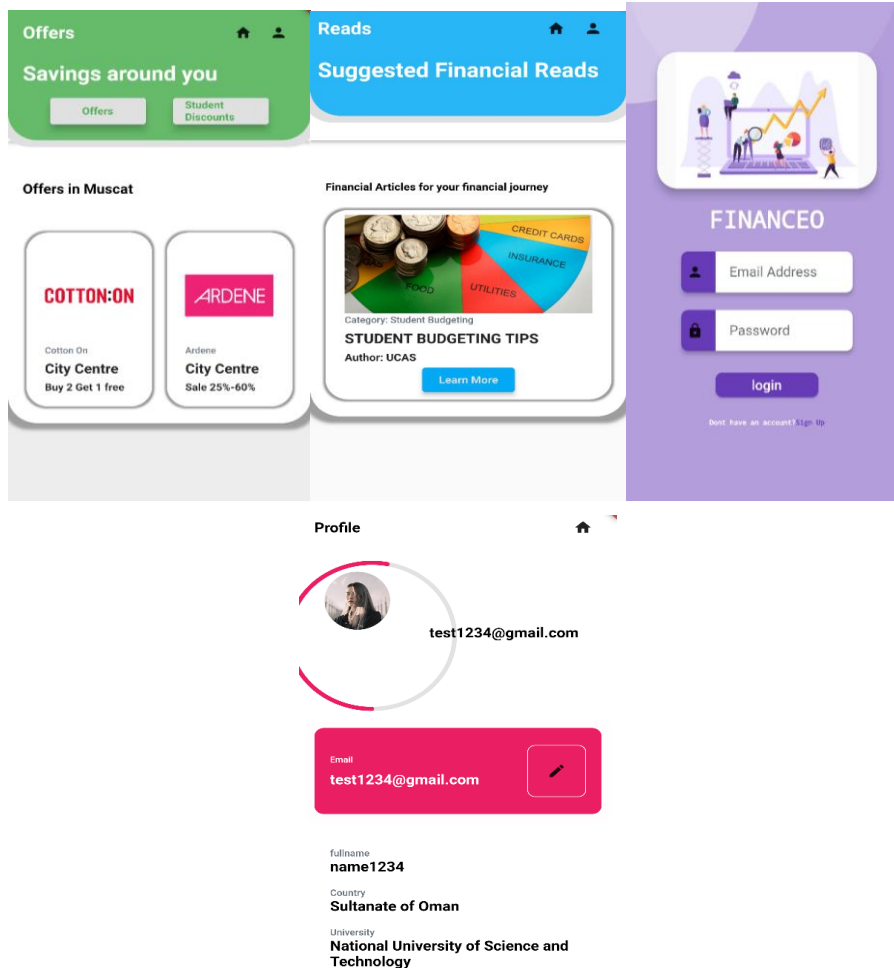 Offers
Savings around you
Offers
Student
Discounts
Offers in Muscat
COTTON:ON
Cotton On
City Centre
Buy 2 Get 1 free
ARDENE
Ardene
City Centre
Sale 25%-60%
Reads
Suggested Financial Reads
Financial Articles for your financial journey
CREDIT CARDS
INSURANCE
UTILITIES
FOOD
Category: Student Budgeting
STUDENT BUDGETING TIPS
Author: UCAS
Learn More
FINANCEO
Email Address
Password
login
Dont have an account?Sign Up
Profile
test1234@gmail.com
Email
test1234@gmail.com
fullname
name1234
Country
Sultanate of Oman
University
National University of Science and
Technology